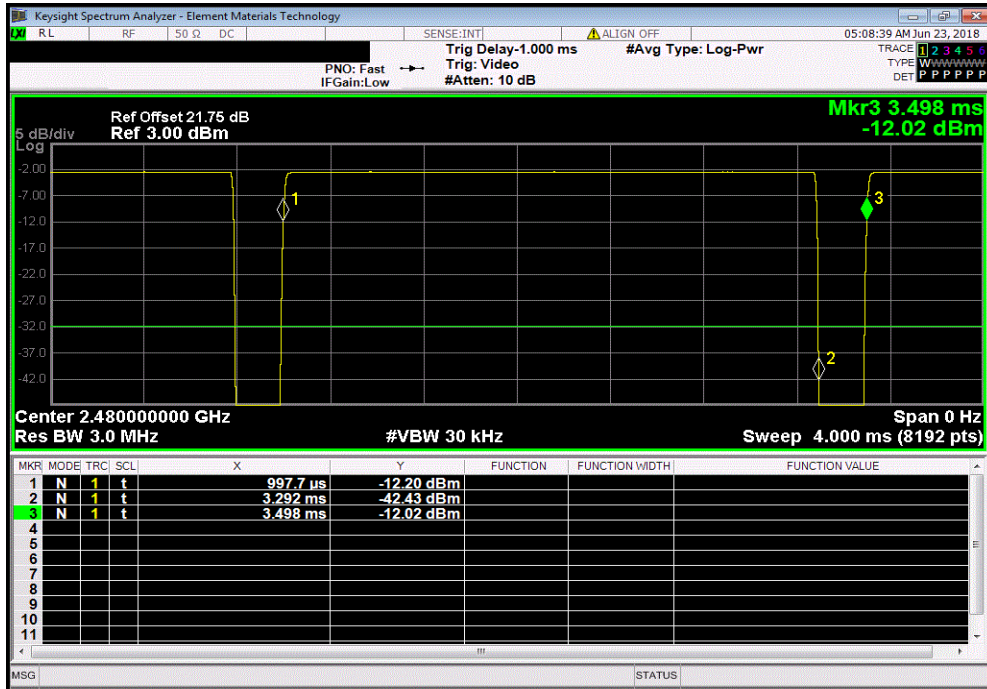 Keysight Spectrum Analyzer - Element Materials Technology
LXI RL RF 50 Ω DC SENSE:INT ALIGN OFF 05:08:39 AM Jun 23, 2018
Trig Delay-1.000 ms #Avg Type: Log-Pwr TRACE 1 2 3 4 5 6
PNO: Fast Trig: Video TYPE WWWWWW
IFGain:Low #Atten: 10 dB DET P P P P P P
Mkr3 3.498 ms
-12.02 dBm
Ref Offset 21.75 dB
5 dB/div Ref 3.00 dBm
Log
-2.00
-7.00
1
3
-12.0
-17.0
-22.0
-27.0
-32.0
-37.0
2
-42.0
Center 2.480000000 GHz Span 0 Hz
Res BW 3.0 MHz #VBW 30 kHz Sweep 4.000 ms (8192 pts)
MKR MODE TRC SCL X Y FUNCTION FUNCTION WIDTH FUNCTION VALUE
1 N 1 t 997.7 µs -12.20 dBm
2 N 1 t 3.292 ms -42.43 dBm
3 N 1 t 3.498 ms -12.02 dBm
4
5
6
7
8
9
10
11
MSG STATUS